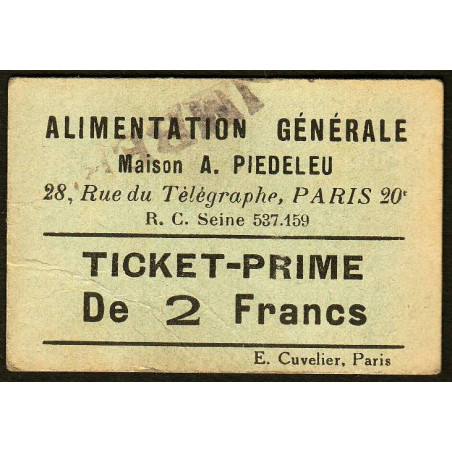 ALIMENTATION GÉNÉRALE
Maison A. PIEDELEU
28, Rue du Télégraphe, PARIS 20e
R. C. Seine 537.159
TICKET-PRIME
De 2 Francs
E. Cuvelier, Paris